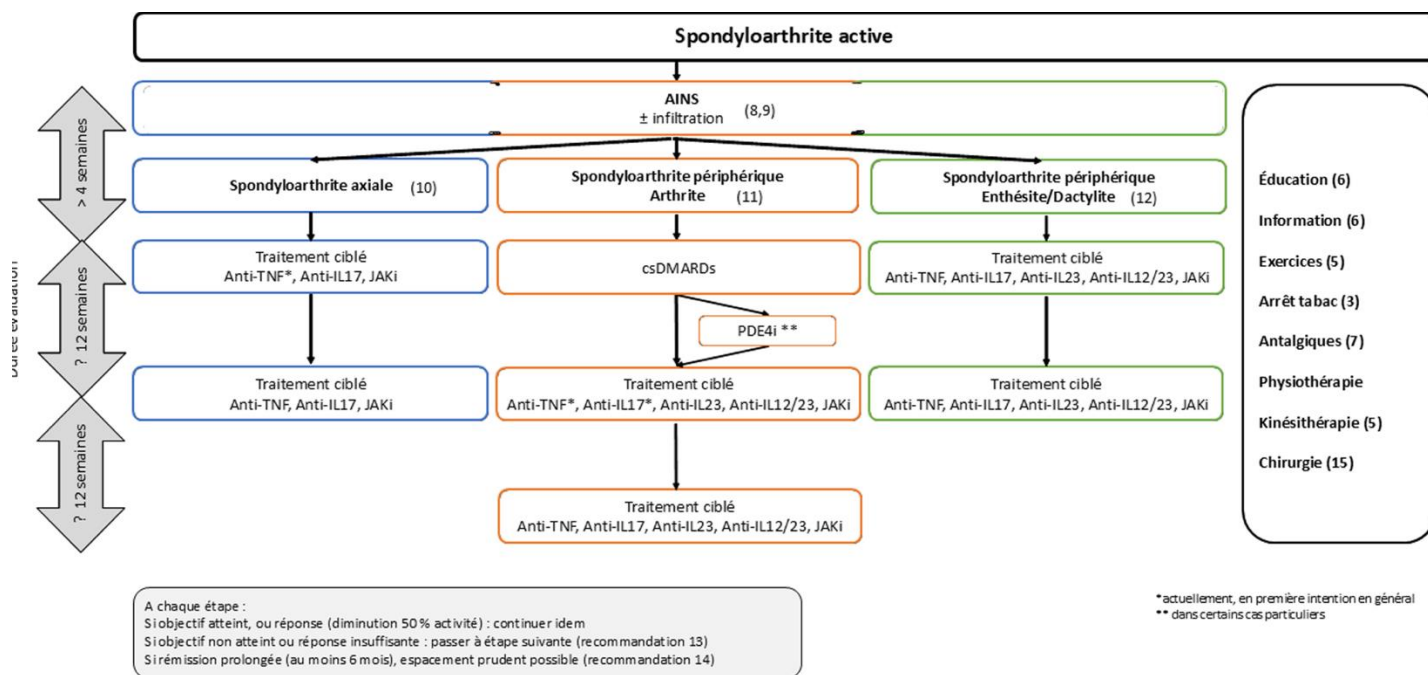 Spondyloarthrite active
AINS
± infiltration
(8,9)
Spondyloarthrite axiale (10)
Spondyloarthrite périphérique
Arthrite (11)
Spondyloarthrite périphérique
Enthésite/Dactylite (12)
Traitement ciblé
Anti-TNF*, Anti-IL17, JAKi
csDMARDs
Traitement ciblé
Anti-TNF, Anti-IL17, Anti-IL23, Anti-IL12/23, JAKi
PDE4i **
Traitement ciblé
Anti-TNF, Anti-IL17, JAKi
Traitement ciblé
Anti-TNF*, Anti-IL17*, Anti-IL23, Anti-IL12/23, JAKi
Traitement ciblé
Anti-TNF, Anti-IL17, Anti-IL23, Anti-IL12/23, JAKi
Traitement ciblé
Anti-TNF, Anti-IL17, Anti-IL23, Anti-IL12/23, JAKi
Durée évaluation
> 4 semaines
? 12 semaines
? 12 semaines
Éducation (6)
Information (6)
Exercices (5)
Arrêt tabac (3)
Antalgiques (7)
Physiothérapie
Kinésithérapie (5)
Chirurgie (15)
A chaque étape :
Si objectif atteint, ou réponse (diminution 50 % activité) : continuer idem
Si objectif non atteint ou réponse insuffisante : passer à étape suivante (recommandation 13)
Si rémission prolongée (au moins 6 mois), espacement prudent possible (recommandation 14)
*actuellement, en première intention en général
** dans certains cas particuliers